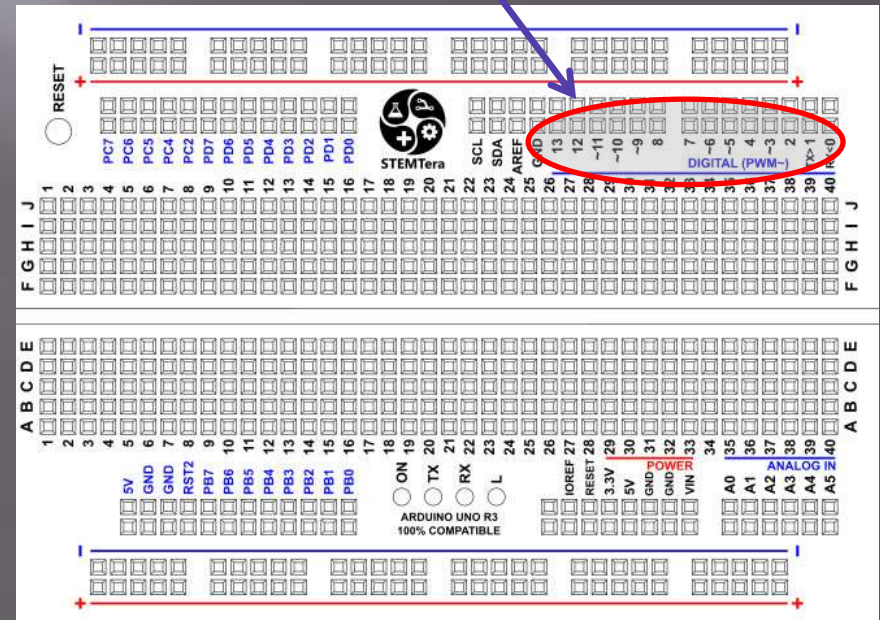 RESET
PC7 PC6 PC5 PC4 PC2 PD7 PD6 PD5 PD4 PD3 PD2 PD1 PD0
STEMTera
SCL SDA AREF GND 13 12 ~11 ~10 ~9 8 7 ~6 ~5 4 ~3 2 TX>1 RX<0
DIGITAL (PWM~)
1 2 3 4 5 6 7 8 9 10 11 12 13 14 15 16 17 18 19 20 21 22 23 24 25 26 27 28 29 30 31 32 33 34 35 36 37 38 39 40
J J
I I
H H
G G
F F
E E
D D
C C
B B
A A
1 2 3 4 5 6 7 8 9 10 11 12 13 14 15 16 17 18 19 20 21 22 23 24 25 26 27 28 29 30 31 32 33 34 35 36 37 38 39 40
5V GND GND RST2 PB7 PB6 PB5 PB4 PB3 PB2 PB1 PB0
ON TX RX L
ARDUINO UNO R3
100% COMPATIBLE
POWER
ANALOG IN
IOREF RESET 3.3V 5V GND GND VIN A0 A1 A2 A3 A4 A5